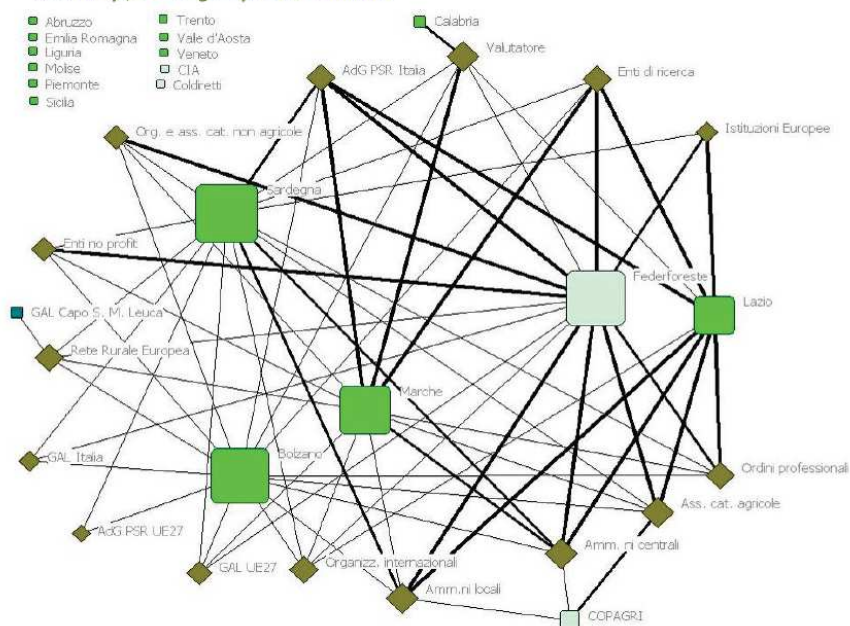 Abruzzo
Emilia Romagna
Liguria
Molise
Piemonte
Sicilia
Trento
Vale d'Aosta
Veneto
CIA
Coldiretti
Calabria
Valutatore
AdG PSR Italia
Enti di ricerca
Org. e ass. cat. non agricole
Istituzioni Europee
Sardegna
Enti no profit
Federforeste
GAL Capo S. M. Leuca
Lazio
Rete Rurale Europea
Marche
Bolzano
GAL Italia
Ordini professionali
Ass. cat. agricole
AdG PSR UE27
Amm. ni centrali
GAL UE27
Organizz. internazionali
Amm.ni locali
COPAGRI